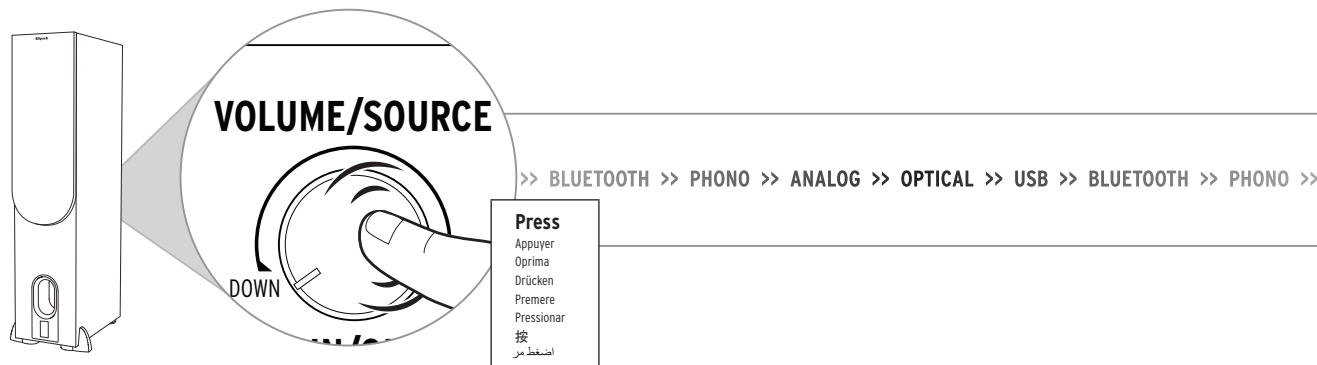 Klipsch
VOLUME/SOURCE
DOWN
>> BLUETOOTH >> PHONO >> ANALOG >> OPTICAL >> USB >> BLUETOOTH >> PHONO >>
Press
Appuyer
Oprima
Drücken
Premere
Pressionar
按
اضغط مر